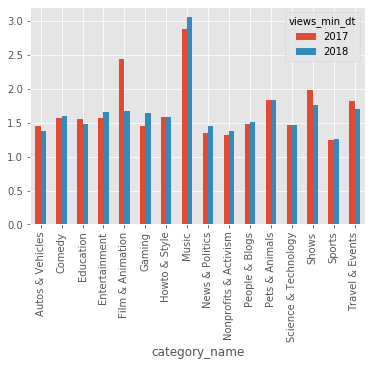 views_min_dt
2017
2018
3.0
2.5
2.0
1.5
1.0
0.5
0.0
Autos & Vehicles
Comedy
Education
Entertainment
Film & Animation
Gaming
Howto & Style
Music
News & Politics
Nonprofits & Activism
People & Blogs
Pets & Animals
Science & Technology
Shows
Sports
Travel & Events
category_name